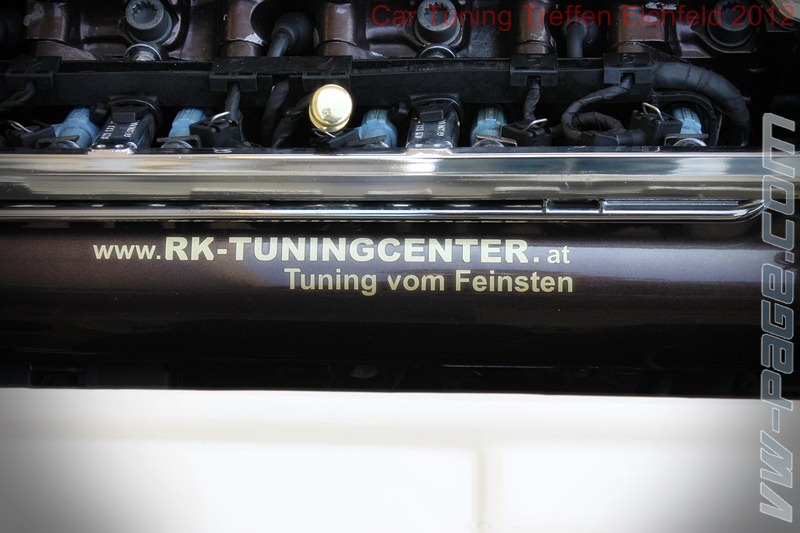 Car Tuning Treffen Eichfeld 2012
www.RK-TUNINGCENTER.at
Tuning vom Feinsten
vw-page.com